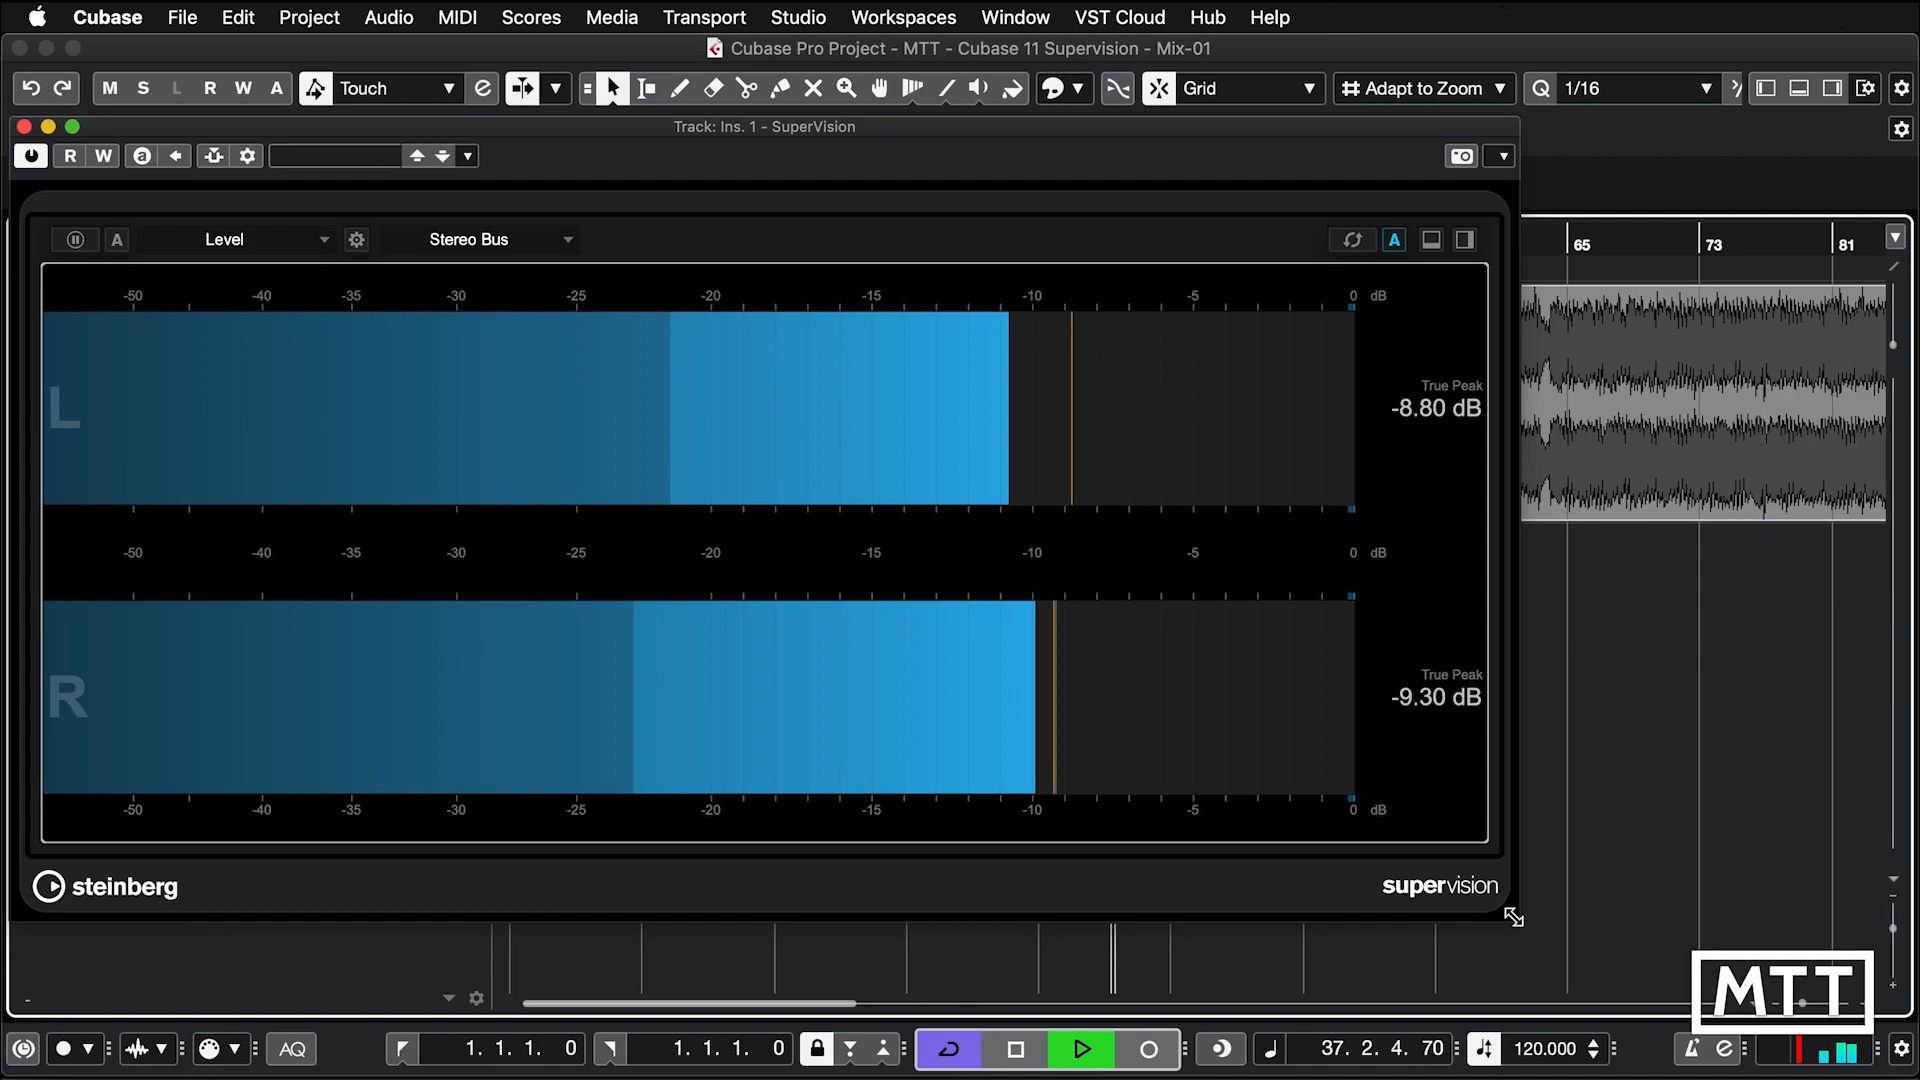 Cubase File Edit Project Audio MIDI Scores Media Transport Studio Workspaces Window VST Cloud Hub Help
Cubase Pro Project - MTT - Cubase 11 Supervision - Mix-01
M S L R W A Touch e Grid Adapt to Zoom Q 1/16
Track: Ins. 1 - SuperVision
R W a
A Level Stereo Bus A
65 73 81
-50 -40 -35 -30 -25 -20 -15 -10 -5 0 dB
L
True Peak
-8.80 dB
-50 -40 -35 -30 -25 -20 -15 -10 -5 0 dB
R
True Peak
-9.30 dB
-50 -40 -35 -30 -25 -20 -15 -10 -5 0 dB
steinberg
supervision
MTT
AQ 1. 1. 1. 0 1. 1. 1. 0 37. 2. 4. 70 120.000 e